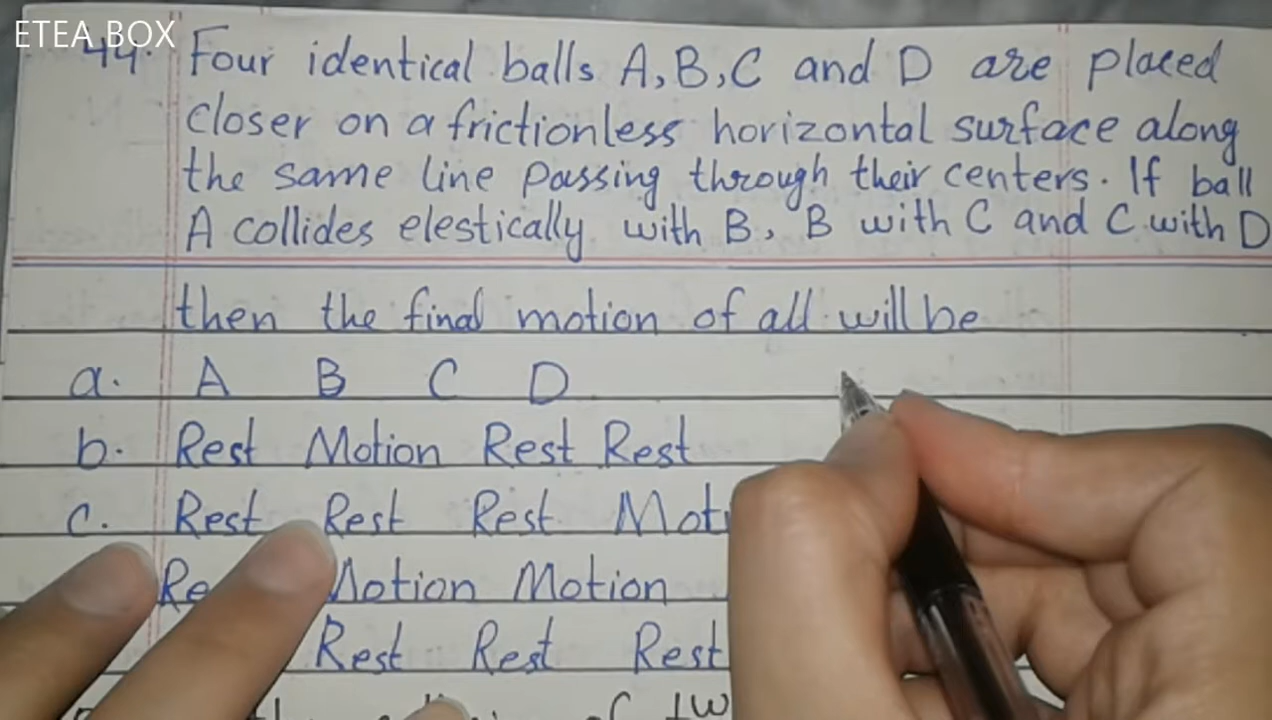 ETEA BOX
44. Four identical balls A, B, C and D are placed
closer on a frictionless horizontal surface along
the same line passing through their centers. If ball
A collides elestically with B, B with C and C with D
then the final motion of all will be
a. A B C D
b. Rest Motion Rest Rest
c. Rest Rest Rest
Motion Motion
Rest Rest Rest
of